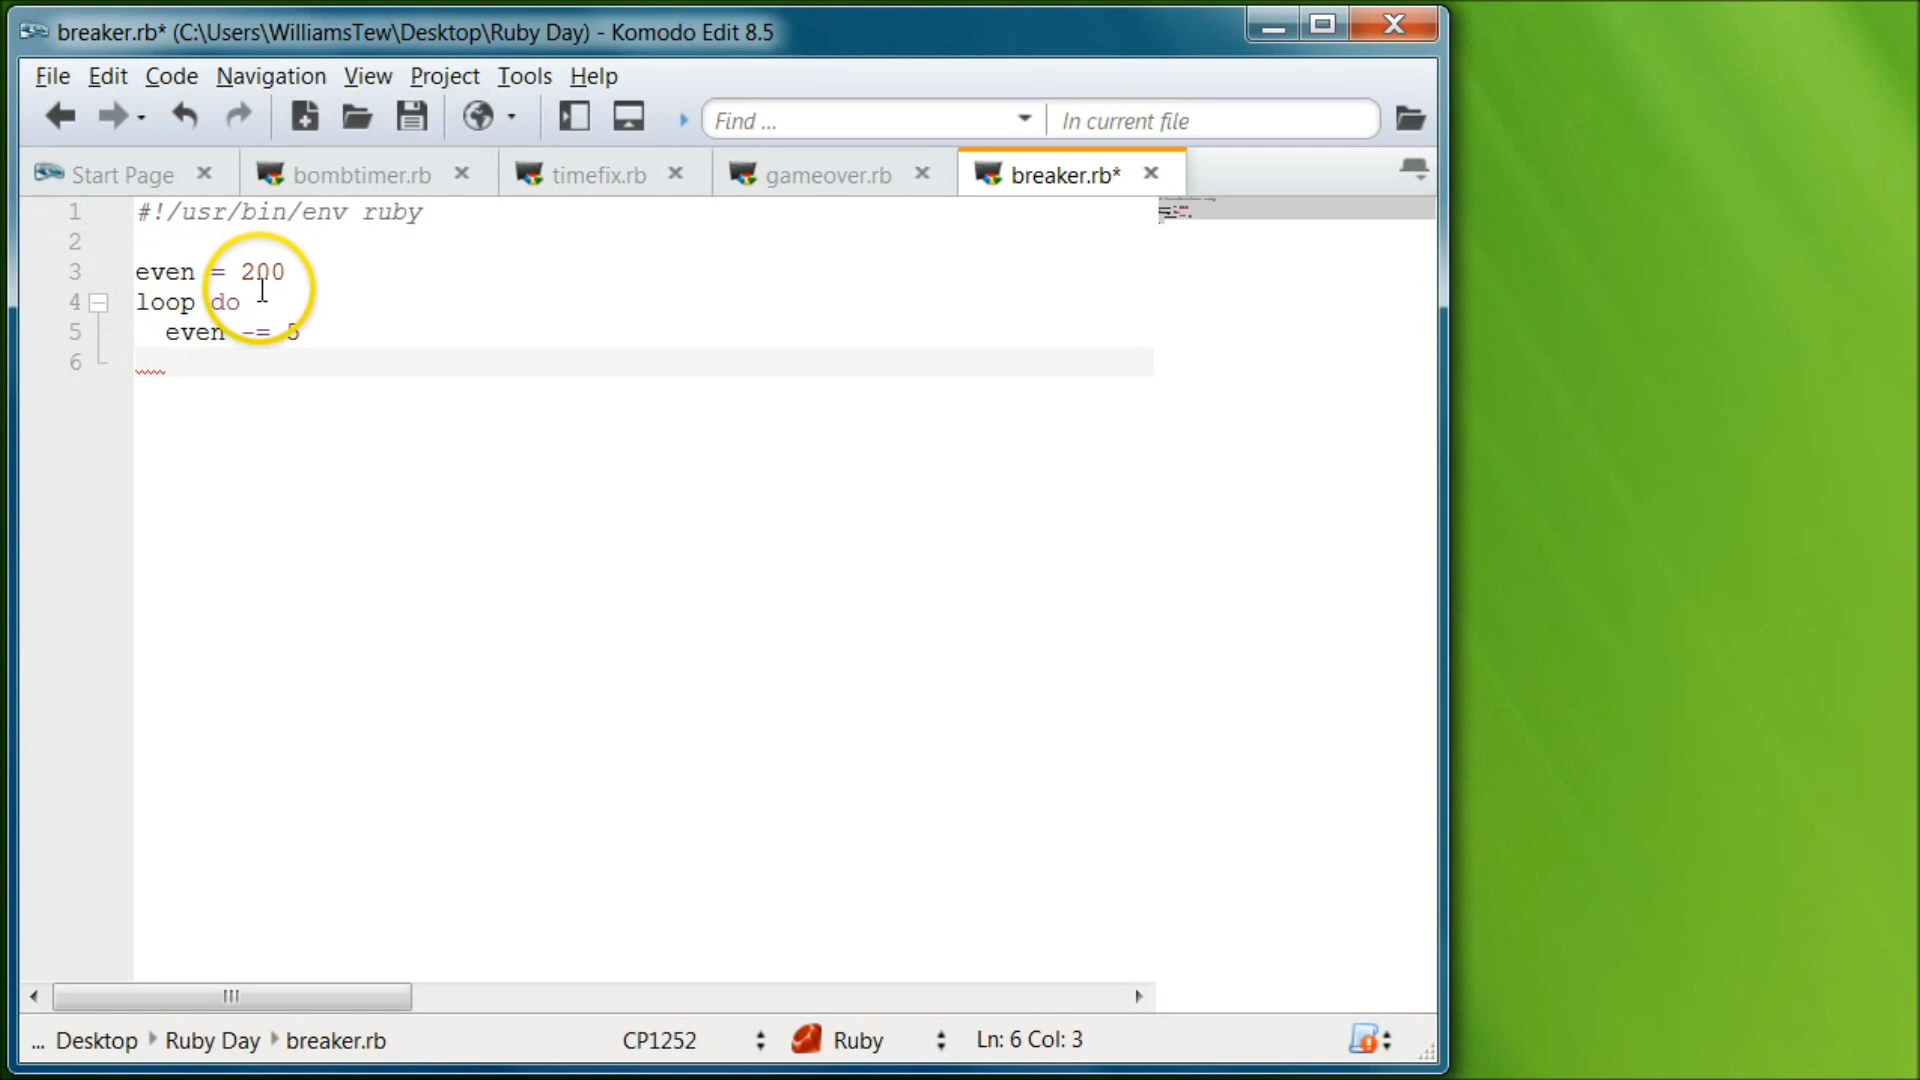 breaker.rb* (C:\Users\WilliamsTew\Desktop\Ruby Day) - Komodo Edit 8.5
File Edit Code Navigation View Project Tools Help
Find ... In current file
Start Page bombtimer.rb timefix.rb gameover.rb breaker.rb*
1 #!/usr/bin/env ruby
2
3 even = 200
4 loop do
5 even -= 5
6
... Desktop Ruby Day breaker.rb CP1252 Ruby Ln: 6 Col: 3